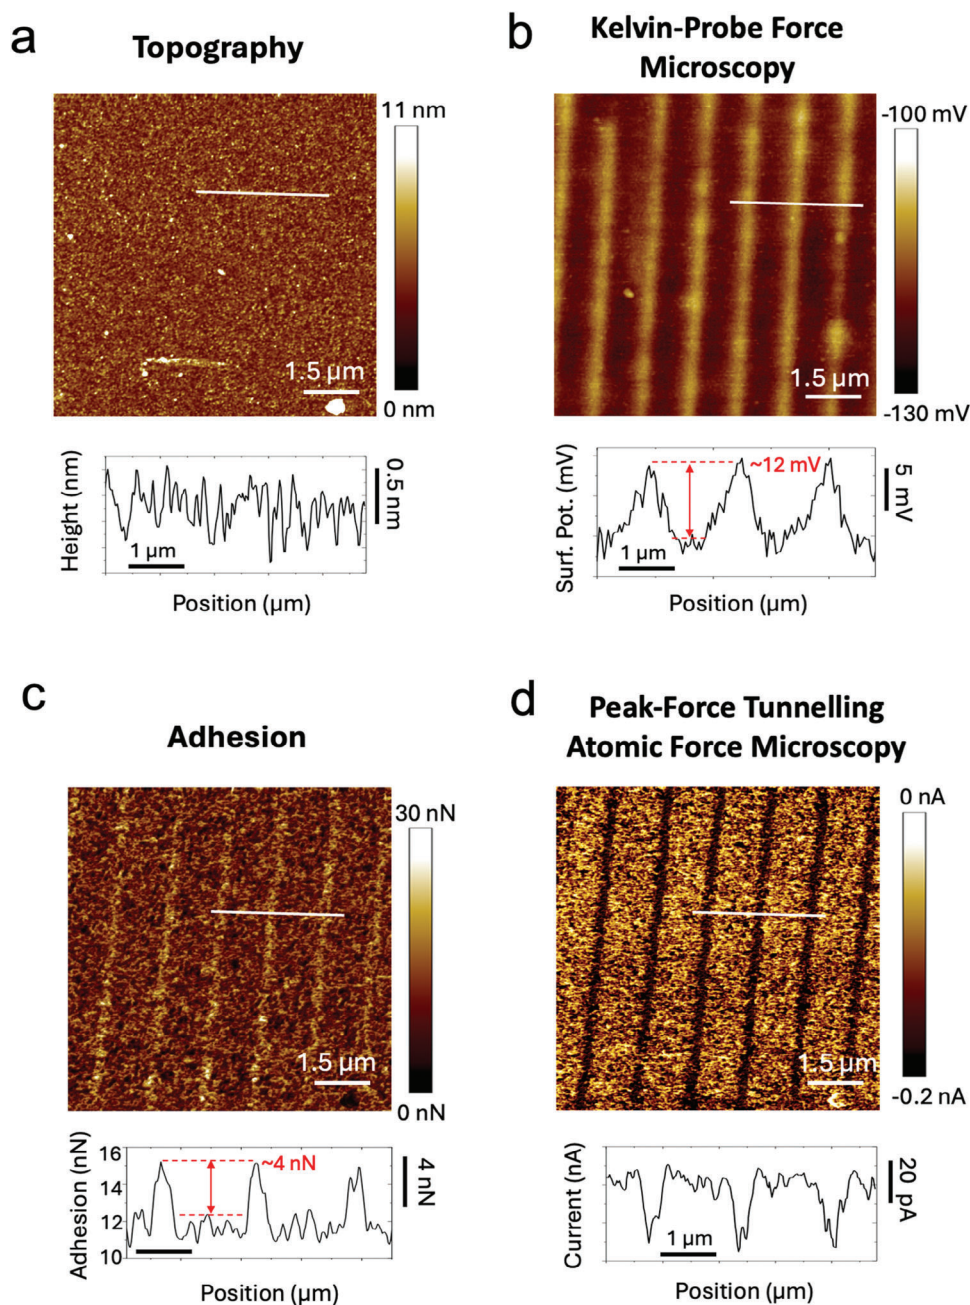 a
Topography
11 nm
1.5 µm
0 nm
Height (nm)
1 µm
0.5 nm
Position (µm)
b
Kelvin-Probe Force
Microscopy
-100 mV
1.5 µm
-130 mV
Surf. Pot. (mV)
~12 mV
1 µm
5 mV
Position (µm)
c
Adhesion
30 nN
1.5 µm
0 nN
Adhesion (nN)
16
14
12
10
~4 nN
4 nN
Position (µm)
d
Peak-Force Tunnelling
Atomic Force Microscopy
0 nA
1.5 µm
-0.2 nA
Current (nA)
1 µm
20 pA
Position (µm)